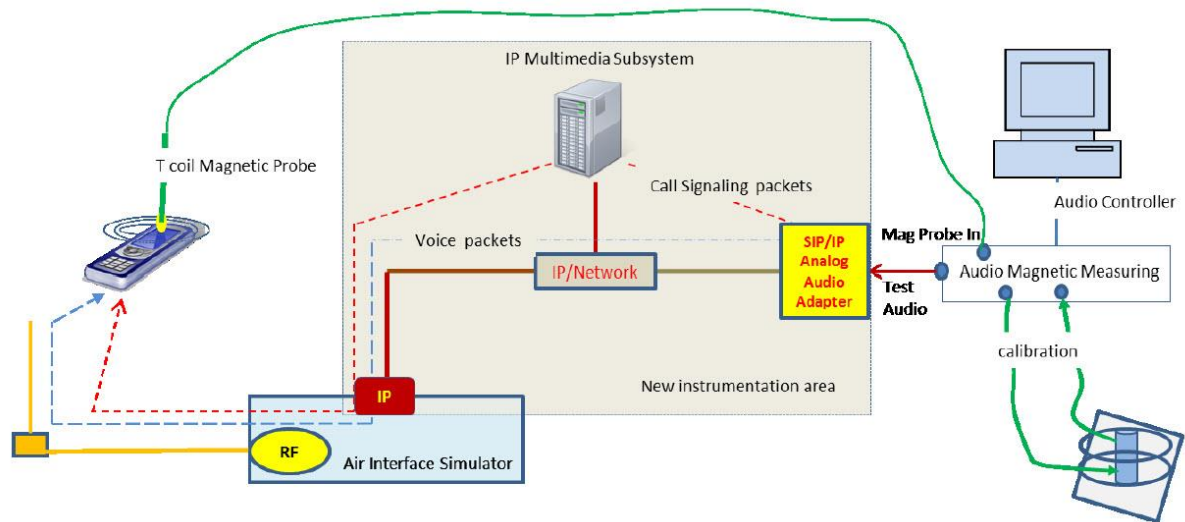 IP Multimedia Subsystem
T coil Magnetic Probe
Call Signaling packets
Audio Controller
Voice packets
SIP/IP
Analog
Audio
Adapter
Mag Probe In
IP/Network
Audio Magnetic Measuring
Test
Audio
calibration
New instrumentation area
IP
RF
Air Interface Simulator